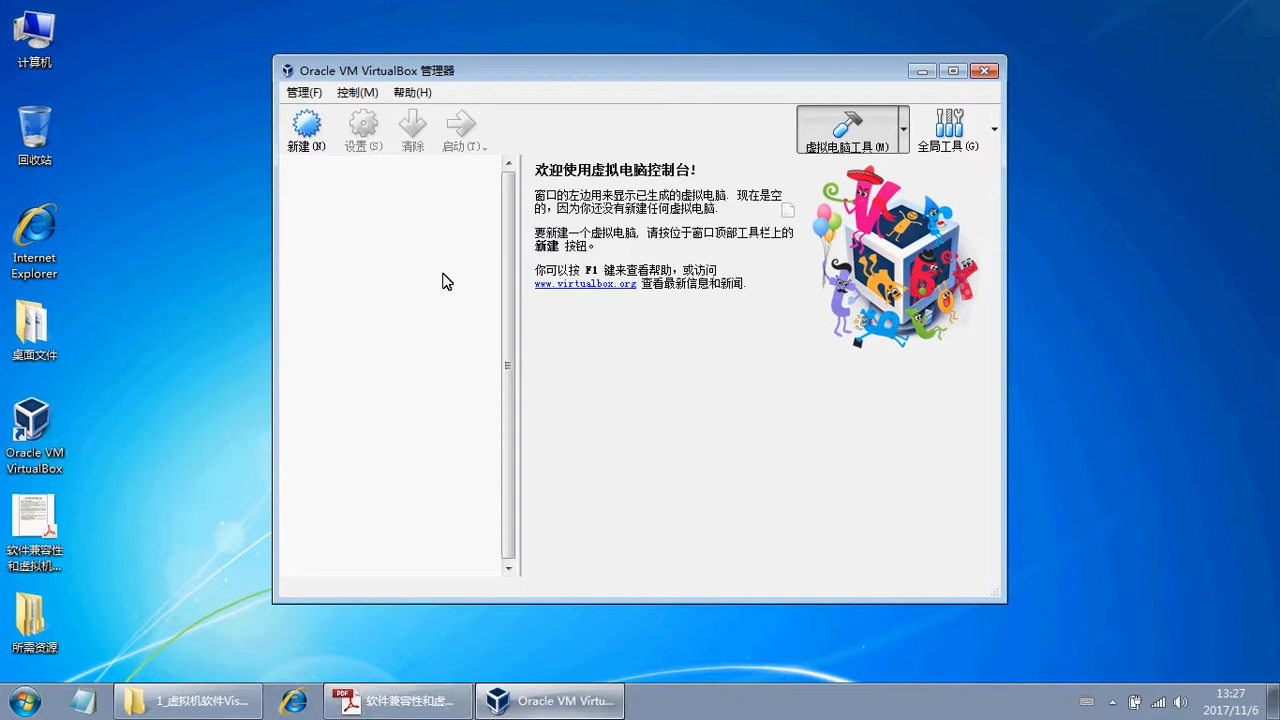 计算机
回收站
Internet
Explorer
桌面文件
Oracle VM
VirtualBox
软件兼容性
和虚拟机...
所需资源
Oracle VM VirtualBox 管理器
管理(F) 控制(M) 帮助(H)
新建(N) 设置(S) 清除 启动(T) 虚拟电脑工具(M) 全局工具(G)
欢迎使用虚拟电脑控制台!
窗口的左边用来显示已生成的虚拟电脑. 现在是空
的，因为你还没有新建任何虚拟电脑.
要新建一个虚拟电脑, 请按位于窗口顶部工具栏上的
新建 按钮。
你可以按 F1 键来查看帮助，或访问
www.virtualbox.org 查看最新信息和新闻.
1_虚拟机软件Vis... PDF 软件兼容性和虚... Oracle VM Virtu...
13:27
2017/11/6